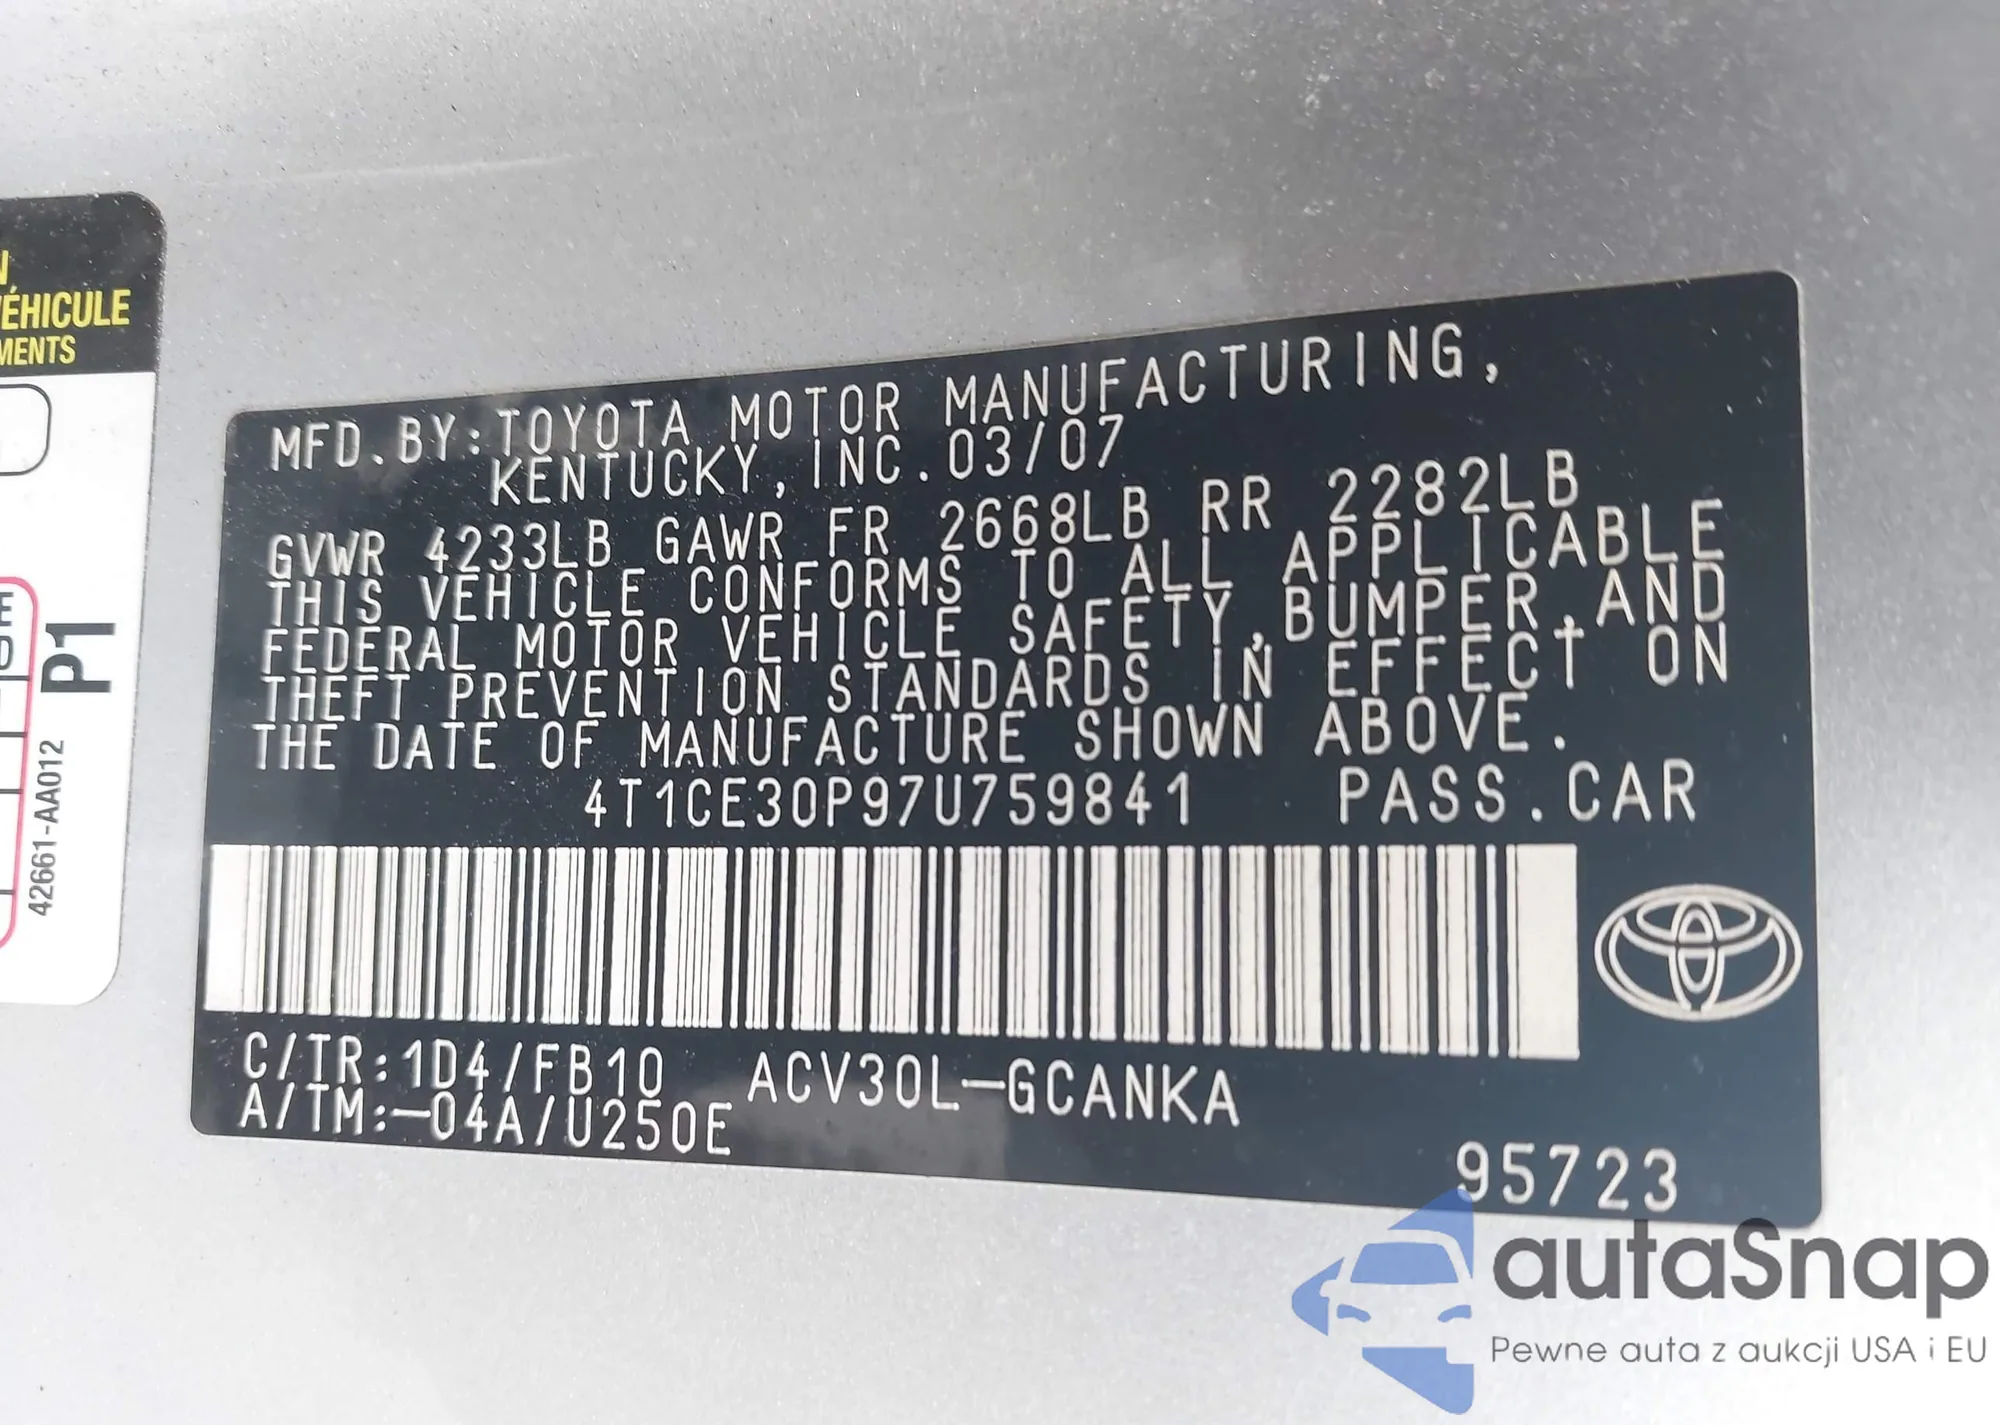 N
VÉHICULE
MENTS
E
D
P1
42661-AA012
MFD.BY:TOYOTA MOTOR MANUFACTURING,
KENTUCKY, INC.03/07
GVWR 4233LB GAWR FR 2668LB RR 2282LB
THIS VEHICLE CONFORMS TO ALL APPLICABLE
FEDERAL MOTOR VEHICLE SAFETY,BUMPER,AND
THEFT PREVENTION STANDARDS IN EFFECT ON
THE DATE OF MANUFACTURE SHOWN ABOVE.
4T1CE30P97U759841 PASS.CAR
C/TR:1D4/FB10 ACV30L-GCANKA
A/TM:-04A/U250E
95723
autaSnap
Pewne auta z aukcji USA i EU